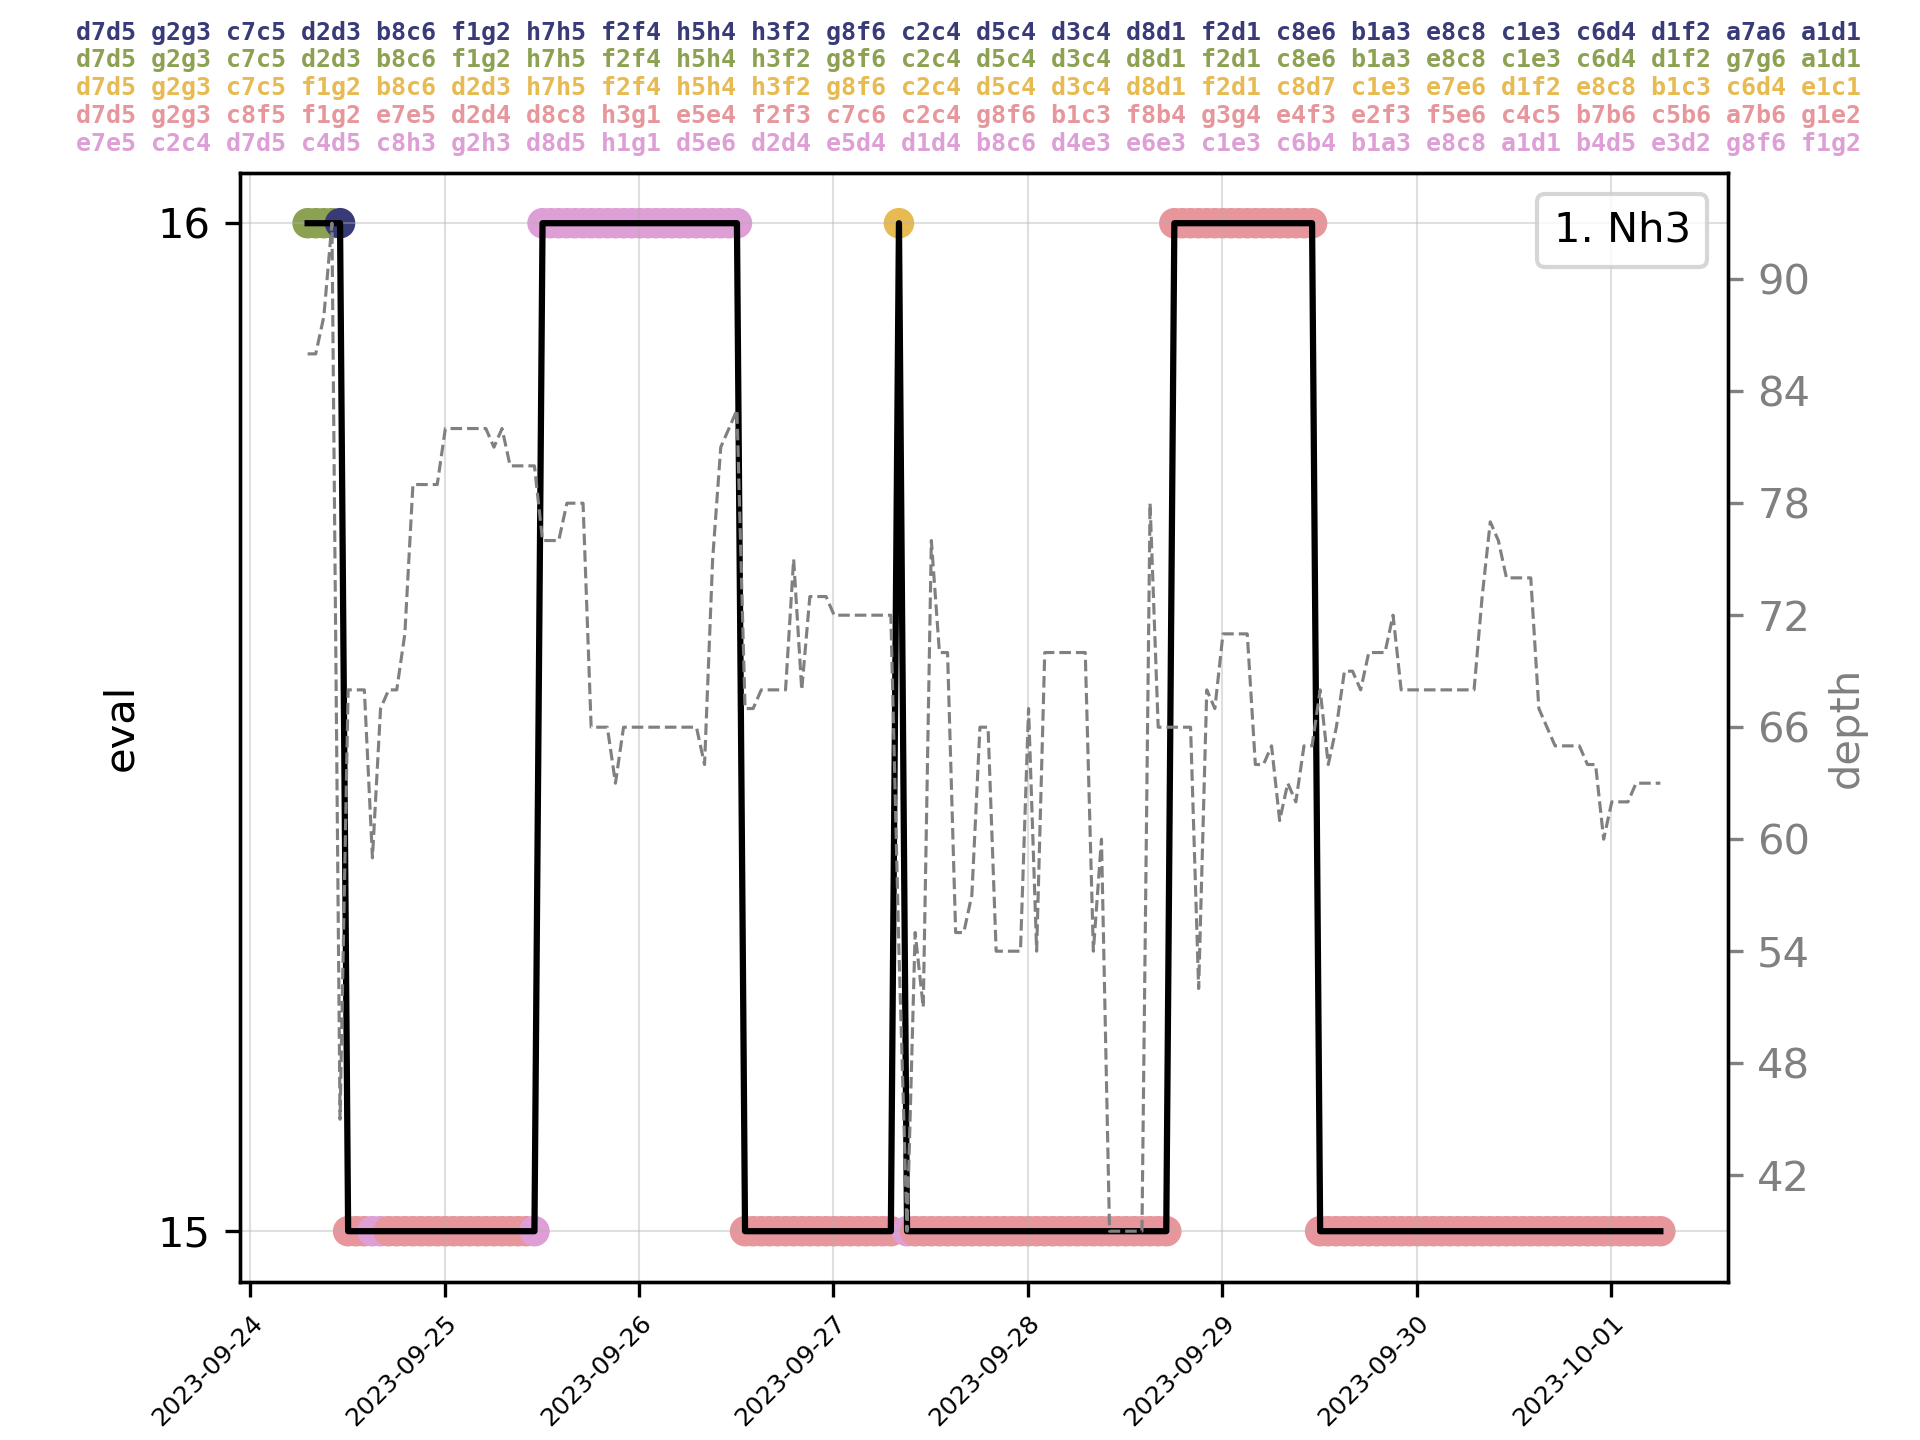 d7d5 g2g3 c7c5 d2d3 b8c6 f1g2 h7h5 f2f4 h5h4 h3f2 g8f6 c2c4 d5c4 d3c4 d8d1 f2d1 c8e6 b1a3 e8c8 c1e3 c6d4 d1f2 a7a6 a1d1
d7d5 g2g3 c7c5 d2d3 b8c6 f1g2 h7h5 f2f4 h5h4 h3f2 g8f6 c2c4 d5c4 d3c4 d8d1 f2d1 c8e6 b1a3 e8c8 c1e3 c6d4 d1f2 g7g6 a1d1
d7d5 g2g3 c7c5 f1g2 b8c6 d2d3 h7h5 f2f4 h5h4 h3f2 g8f6 c2c4 d5c4 d3c4 d8d1 f2d1 c8d7 c1e3 e7e6 d1f2 e8c8 b1c3 c6d4 e1c1
d7d5 g2g3 c8f5 f1g2 e7e5 d2d4 d8c8 h3g1 e5e4 f2f3 c7c6 c2c4 g8f6 b1c3 f8b4 g3g4 e4f3 e2f3 f5e6 c4c5 b7b6 c5b6 a7b6 g1e2
e7e5 c2c4 d7d5 c4d5 c8h3 g2h3 d8d5 h1g1 d5e6 d2d4 e5d4 d1d4 b8c6 d4e3 e6e3 c1e3 c6b4 b1a3 e8c8 a1d1 b4d5 e3d2 g8f6 f1g2
1. Nh3
16
15
eval
90
84
78
72
66
60
54
48
42
depth
2023-09-24
2023-09-25
2023-09-26
2023-09-27
2023-09-28
2023-09-29
2023-09-30
2023-10-01